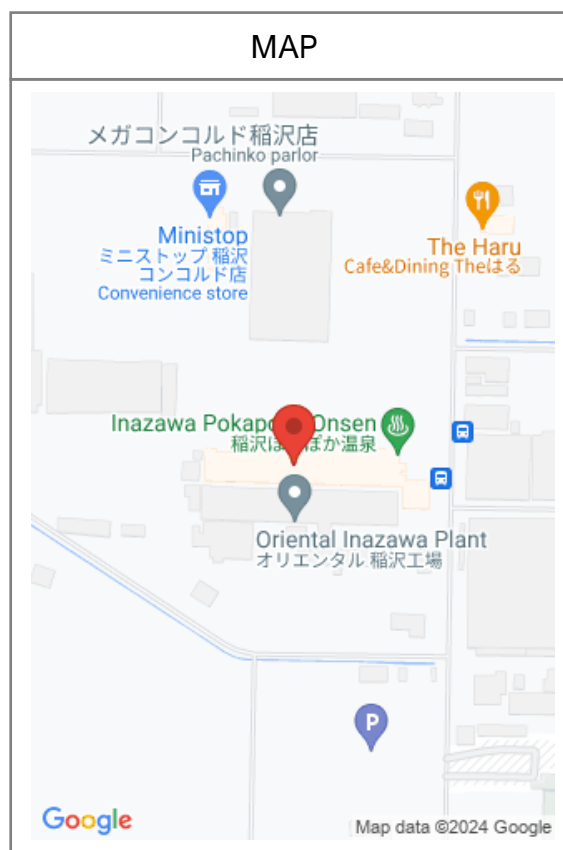 MAP
メガコンコルド稲沢店
Pachinko parlor
Ministop
ミニストップ 稲沢
コンコルド店
Convenience store
The Haru
Cafe&Dining Theはる
Inazawa Onsen
稲沢ぽか温泉
Oriental Inazawa Plant
オリエンタル 稲沢工場
P
Google
Map data ©2024 Google